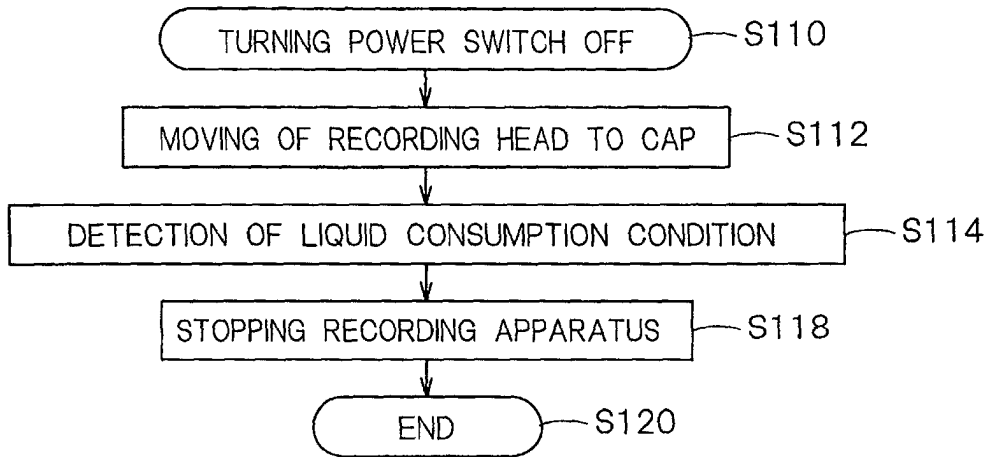 TURNING POWER SWITCH OFF S110
MOVING OF RECORDING HEAD TO CAP S112
DETECTION OF LIQUID CONSUMPTION CONDITION S114
STOPPING RECORDING APPARATUS S118
END S120